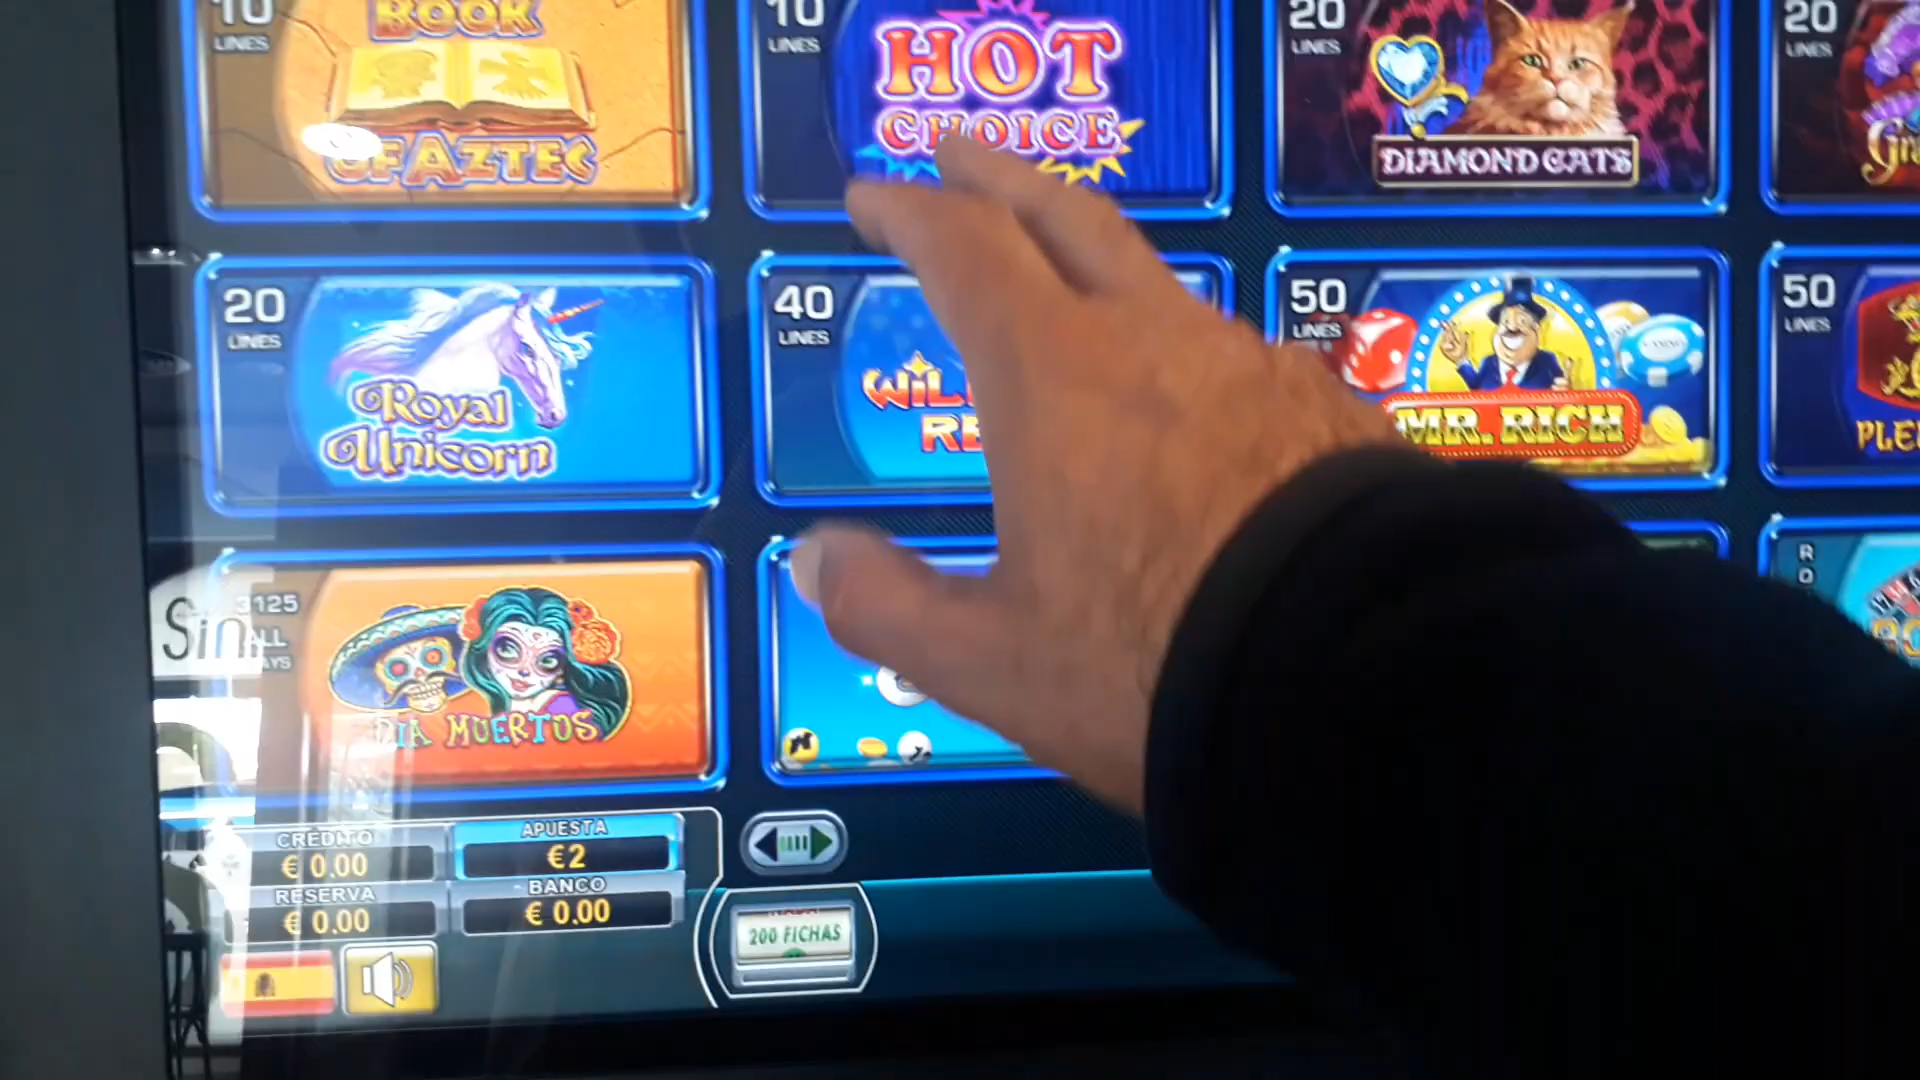 10
LINES
BOOK
OF AZTEC
10
LINES
HOT
CHOICE
20
LINES
DIAMOND CATS
20
LINES
20
LINES
Royal
Unicorn
40
LINES
50
LINES
MR. RICH
50
LINES
3125
DIA MUERTOS
CREDITO
€ 0.00
APUESTA
€2
RESERVA
€ 0.00
BANCO
€ 0.00
200 FICHAS